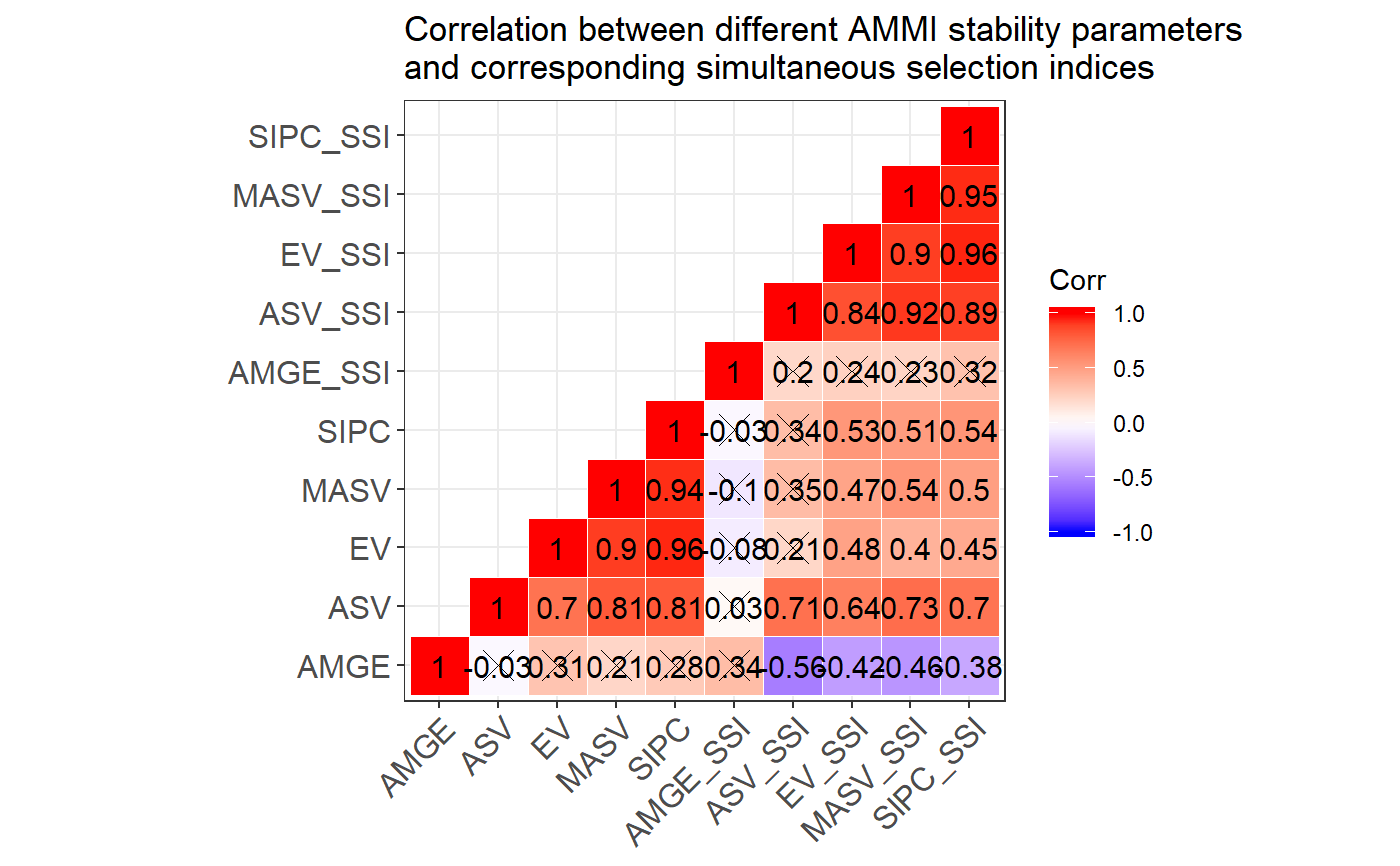 Correlation between different AMMI stability parameters
and corresponding simultaneous selection indices
SIPC_SSI 1
MASV_SSI 1 0.95
EV_SSI 1 0.9 0.96
ASV_SSI 1 0.84 0.92 0.89
AMGE_SSI 1 0.2 0.24 0.23 0.32
SIPC 1 -0.03 0.34 0.53 0.51 0.54
MASV 1 0.94 -0.1 0.35 0.47 0.54 0.5
EV 1 0.9 0.96 -0.08 0.21 0.48 0.4 0.45
ASV 1 0.7 0.81 0.81 0.03 0.71 0.64 0.73 0.7
AMGE 1 -0.03 0.31 0.21 0.28 0.34 -0.56 -0.42 -0.46 -0.38
AMGE ASV EV MASV SIPC AMGE_SSI ASV_SSI EV_SSI MASV_SSI SIPC_SSI
Corr
1.0
0.5
0.0
-0.5
-1.0